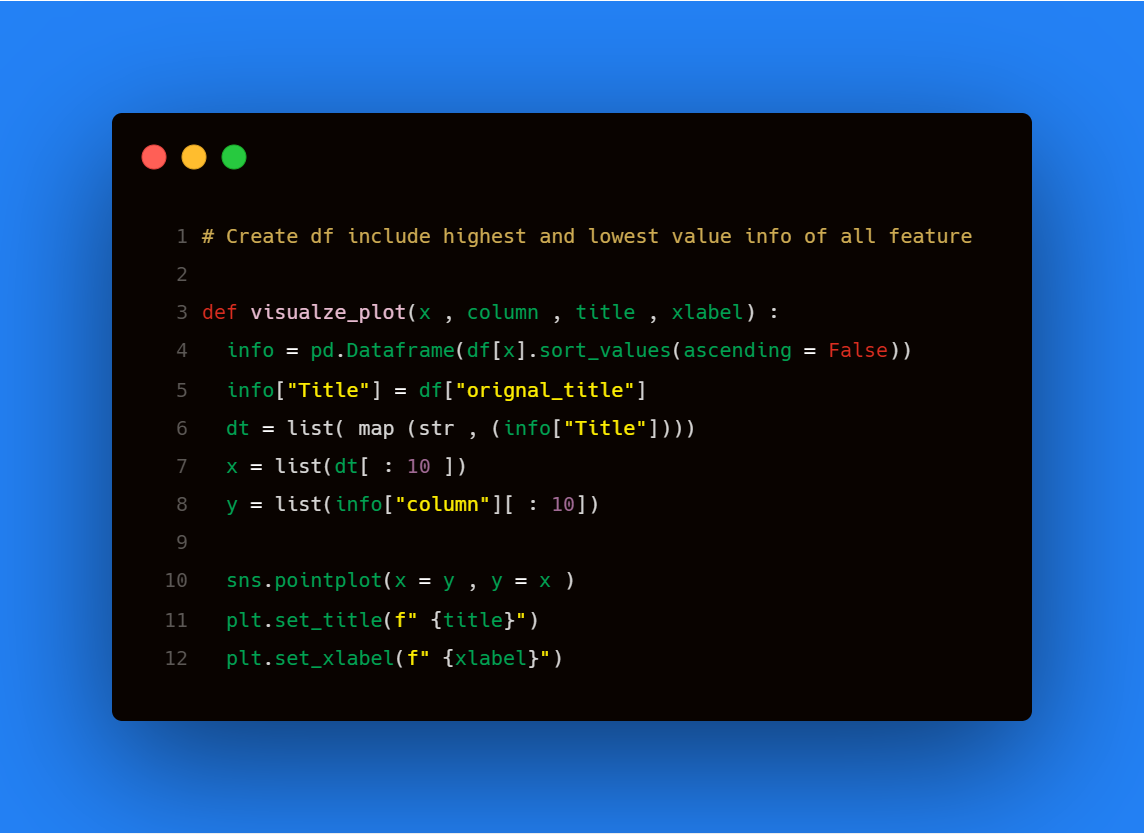 1 # Create df include highest and lowest value info of all feature
2
3 def visualze_plot(x , column , title , xlabel) :
4   info = pd.Dataframe(df[x].sort_values(ascending = False))
5   info["Title"] = df["orignal_title"]
6   dt = list( map (str , (info["Title"])))
7   x = list(dt[ : 10 ])
8   y = list(info["column"][ : 10])
9
10   sns.pointplot(x = y , y = x )
11   plt.set_title(f" {title}")
12   plt.set_xlabel(f" {xlabel}")